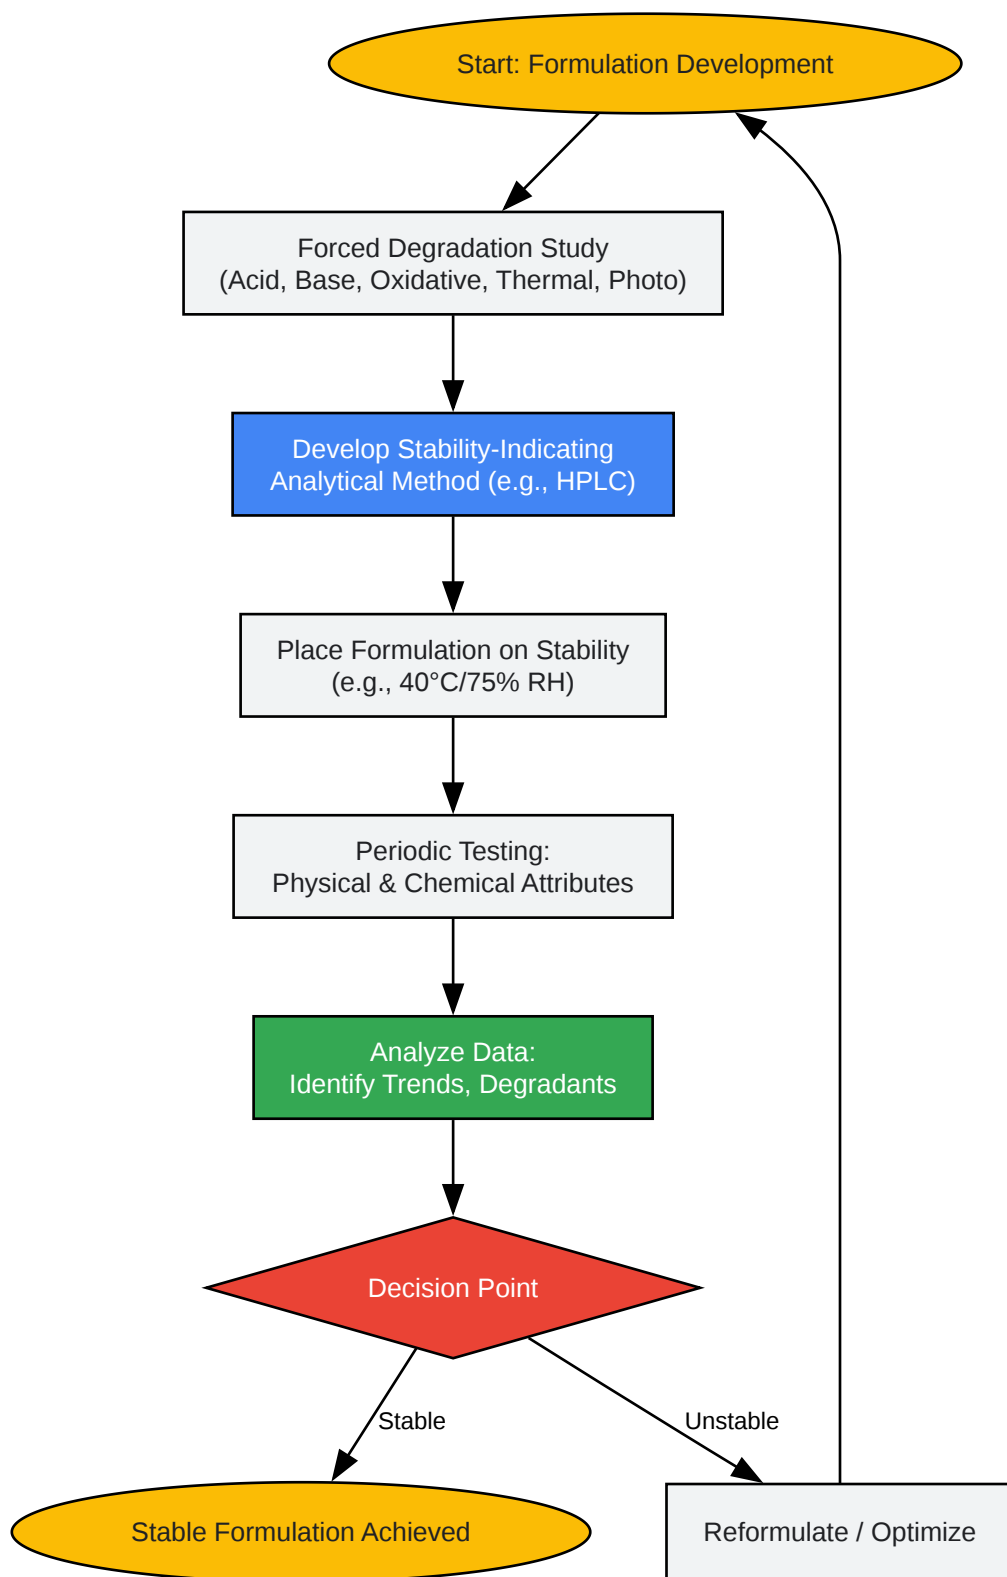 Start: Formulation Development
Forced Degradation Study
(Acid, Base, Oxidative, Thermal, Photo)
Develop Stability-Indicating
Analytical Method (e.g., HPLC)
Place Formulation on Stability
(e.g., 40°C/75% RH)
Periodic Testing:
Physical & Chemical Attributes
Analyze Data:
Identify Trends, Degradants
Decision Point
Stable
Unstable
Stable Formulation Achieved
Reformulate / Optimize